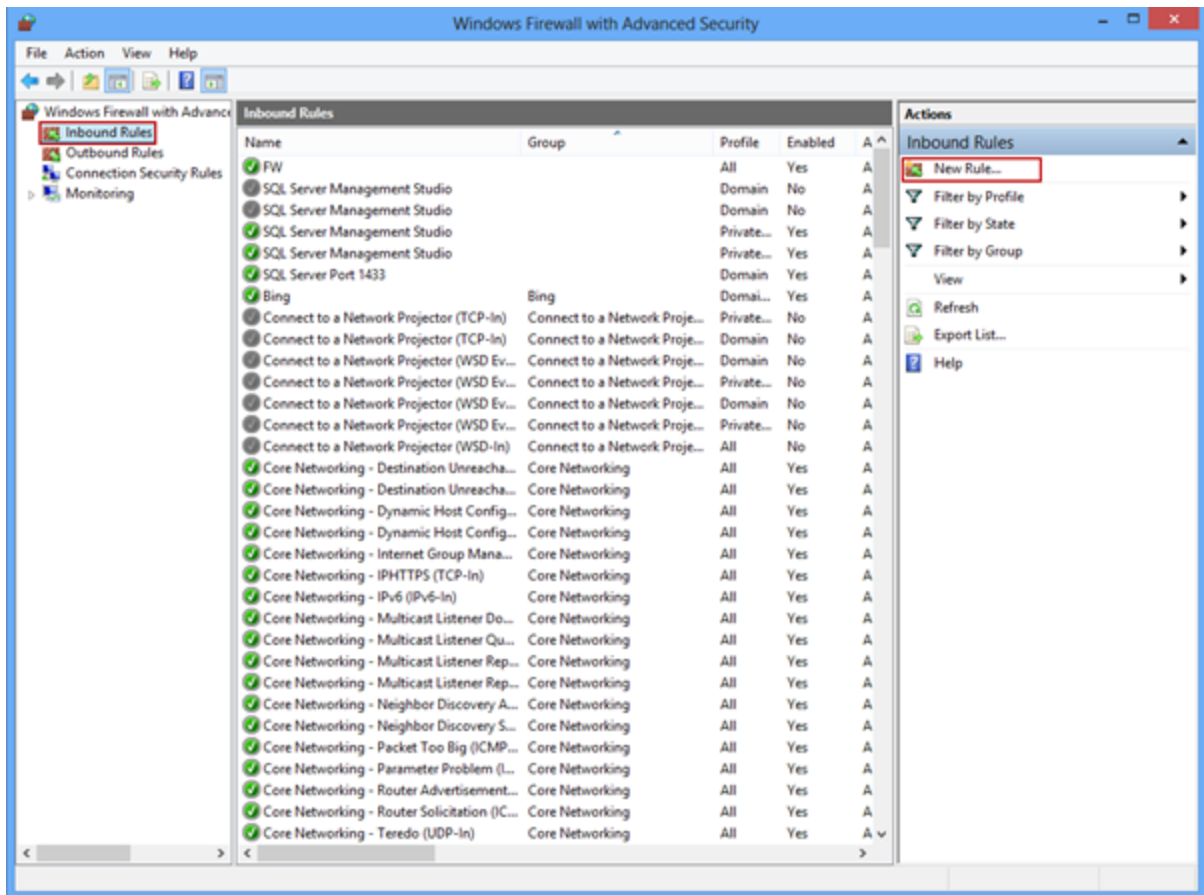 Windows Firewall with Advanced Security
File Action View Help
Windows Firewall with Advance
Inbound Rules
Outbound Rules
Connection Security Rules
Monitoring
Inbound Rules
Name Group Profile Enabled A
FW All Yes A
SQL Server Management Studio Domain No A
SQL Server Management Studio Domain No A
SQL Server Management Studio Private... Yes A
SQL Server Management Studio Private... Yes A
SQL Server Port 1433 Domain Yes A
Bing Bing Domai... Yes A
Connect to a Network Projector (TCP-In) Connect to a Network Proje... Private... No A
Connect to a Network Projector (TCP-In) Connect to a Network Proje... Domain No A
Connect to a Network Projector (WSD Ev... Connect to a Network Proje... Domain No A
Connect to a Network Projector (WSD Ev... Connect to a Network Proje... Private... No A
Connect to a Network Projector (WSD Ev... Connect to a Network Proje... Domain No A
Connect to a Network Projector (WSD Ev... Connect to a Network Proje... Private... No A
Connect to a Network Projector (WSD-In) Connect to a Network Proje... All No A
Core Networking - Destination Unreacha... Core Networking All Yes A
Core Networking - Destination Unreacha... Core Networking All Yes A
Core Networking - Dynamic Host Config... Core Networking All Yes A
Core Networking - Dynamic Host Config... Core Networking All Yes A
Core Networking - Internet Group Mana... Core Networking All Yes A
Core Networking - IPHTTPS (TCP-In) Core Networking All Yes A
Core Networking - IPv6 (IPv6-In) Core Networking All Yes A
Core Networking - Multicast Listener Do... Core Networking All Yes A
Core Networking - Multicast Listener Qu... Core Networking All Yes A
Core Networking - Multicast Listener Rep... Core Networking All Yes A
Core Networking - Multicast Listener Rep... Core Networking All Yes A
Core Networking - Neighbor Discovery A... Core Networking All Yes A
Core Networking - Neighbor Discovery S... Core Networking All Yes A
Core Networking - Packet Too Big (ICMP... Core Networking All Yes A
Core Networking - Parameter Problem (I... Core Networking All Yes A
Core Networking - Router Advertisement... Core Networking All Yes A
Core Networking - Router Solicitation (IC... Core Networking All Yes A
Core Networking - Teredo (UDP-In) Core Networking All Yes A
Actions
Inbound Rules
New Rule...
Filter by Profile
Filter by State
Filter by Group
View
Refresh
Export List...
Help